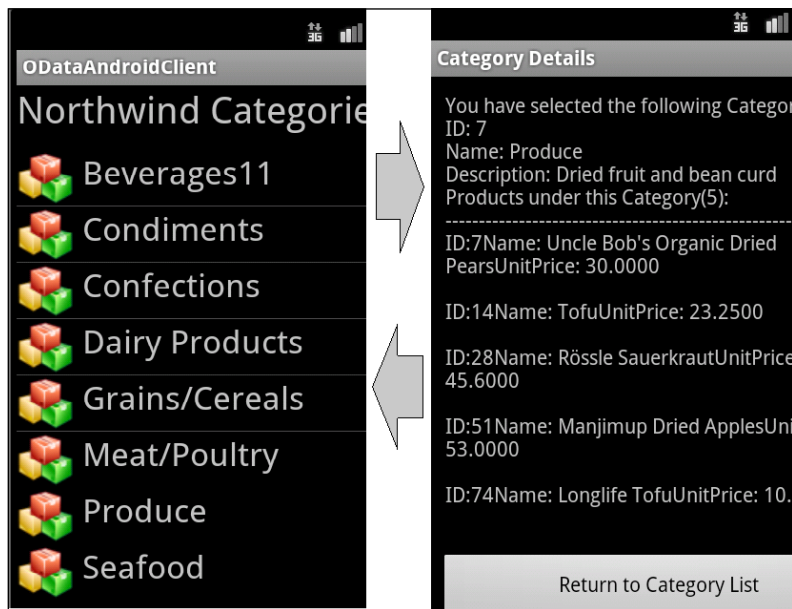 3G
ODataAndroidClient
Northwind Categorie
Beverages11
Condiments
Confections
Dairy Products
Grains/Cereals
Meat/Poultry
Produce
Seafood
3G
Category Details
You have selected the following Categor
ID: 7
Name: Produce
Description: Dried fruit and bean curd
Products under this Category(5):
------------------------------------------------------
ID:7Name: Uncle Bob's Organic Dried
PearsUnitPrice: 30.0000
ID:14Name: TofuUnitPrice: 23.2500
ID:28Name: Rössle SauerkrautUnitPrice
45.6000
ID:51Name: Manjimup Dried ApplesUni
53.0000
ID:74Name: Longlife TofuUnitPrice: 10.
Return to Category List